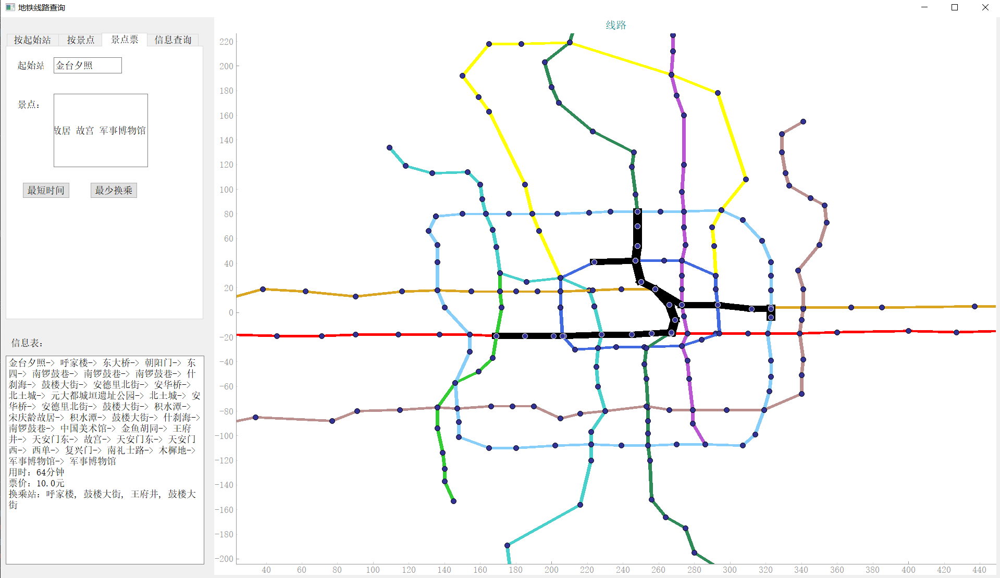 地铁线路查询
按起始站 按景点 景点票 信息查询
起始站 金台夕照
景点：
故居 故宫 军事博物馆
最短时间 最少换乘
信息表：
金台夕照-> 呼家楼-> 东大桥-> 朝阳门-> 东
四-> 南锣鼓巷-> 南锣鼓巷-> 南锣鼓巷-> 什
刹海-> 鼓楼大街-> 安德里北街-> 安华桥->
北土城-> 元大都城垣遗址公园-> 北土城-> 安
华桥-> 安德里北街-> 鼓楼大街-> 积水潭->
宋庆龄故居-> 积水潭-> 鼓楼大街-> 什刹海->
南锣鼓巷-> 中国美术馆-> 金鱼胡同-> 王府
井-> 天安门东-> 故宫-> 天安门东-> 天安门
西-> 西单-> 复兴门-> 南礼士路-> 木樨地->
军事博物馆-> 军事博物馆
用时：64分钟
票价：10.0元
换乘站：呼家楼, 鼓楼大街, 王府井, 鼓楼大
街
线路
220
200
180
160
140
120
100
80
60
40
20
0
-20
-40
-60
-80
-100
-120
-140
-160
-180
-200
40 60 80 100 120 140 160 180 200 220 240 260 280 300 320 340 360 380 400 420 440